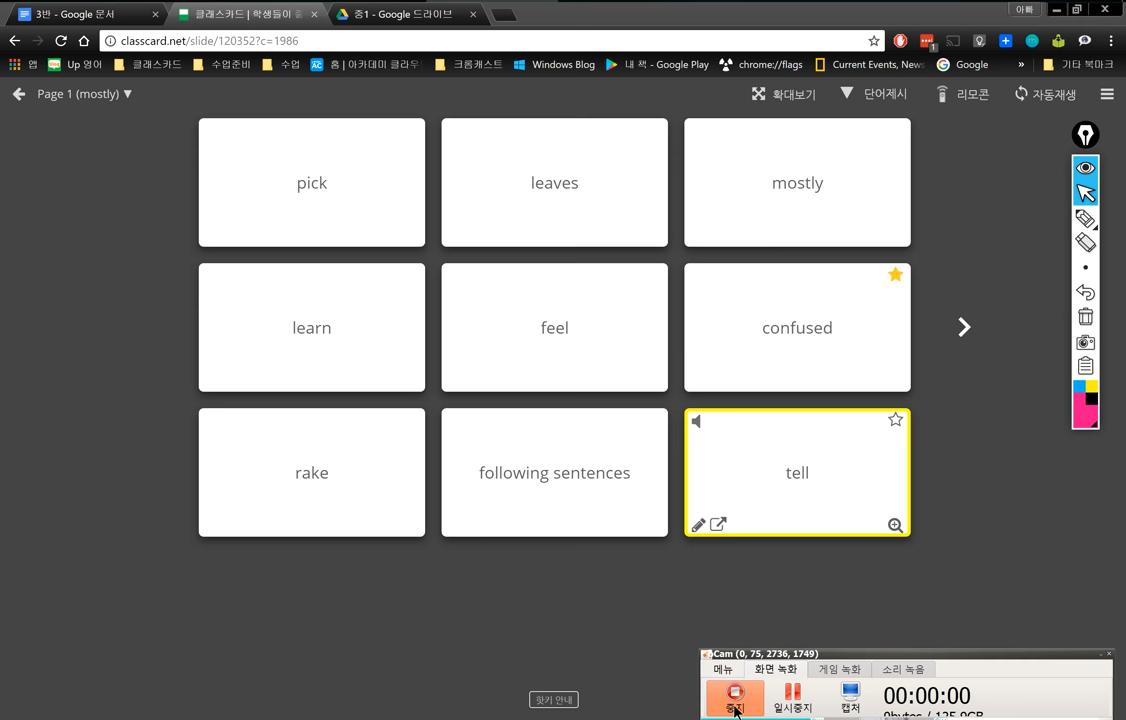 3반 - Google 문서
클래스카드 | 학생들이 좋
중1 - Google 드라이브
아빠
classcard.net/slide/120352?c=1986
1
앱
Up 영어
클래스카드
수업준비
수업
홈 | 아카데미 클라우
크롬캐스트
Windows Blog
내 책 - Google Play
chrome://flags
Current Events, News
Google
»
기타 북마크
Page 1 (mostly) ▼
확대보기
단어제시
리모콘
자동재생
pick
leaves
mostly
learn
feel
confused
rake
following sentences
tell
핫키 안내
oCam (0, 75, 2736, 1749)
메뉴
화면 녹화
게임 녹화
소리 녹음
중지
일시중지
캡처
00:00:00
0bytes / 135.9GB